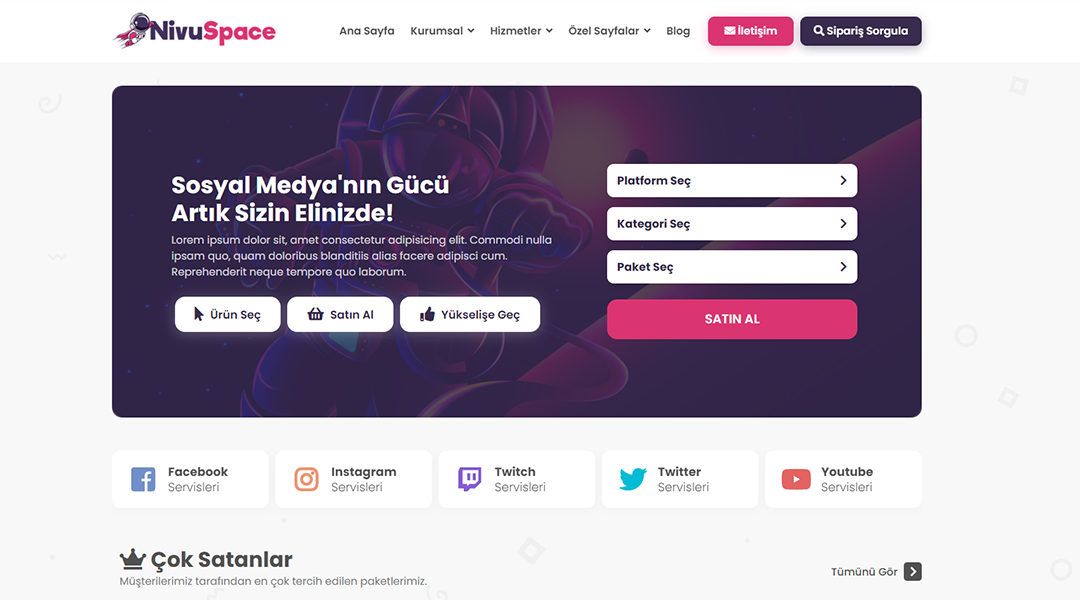 NivuSpace
Ana Sayfa Kurumsal Hizmetler Özel Sayfalar Blog İletişim Sipariş Sorgula
Sosyal Medya'nın Gücü
Artık Sizin Elinizde!
Lorem ipsum dolor sit, amet consectetur adipisicing elit. Commodi nulla
ipsam quo, quam doloribus blanditiis alias facere adipisci cum.
Reprehenderit neque tempore quo laborum.
Ürün Seç Satın Al Yükselişe Geç
Platform Seç
Kategori Seç
Paket Seç
SATIN AL
Facebook
Servisleri
Instagram
Servisleri
Twitch
Servisleri
Twitter
Servisleri
Youtube
Servisleri
Çok Satanlar
Müşterilerimiz tarafından en çok tercih edilen paketlerimiz.
Tümünü Gör